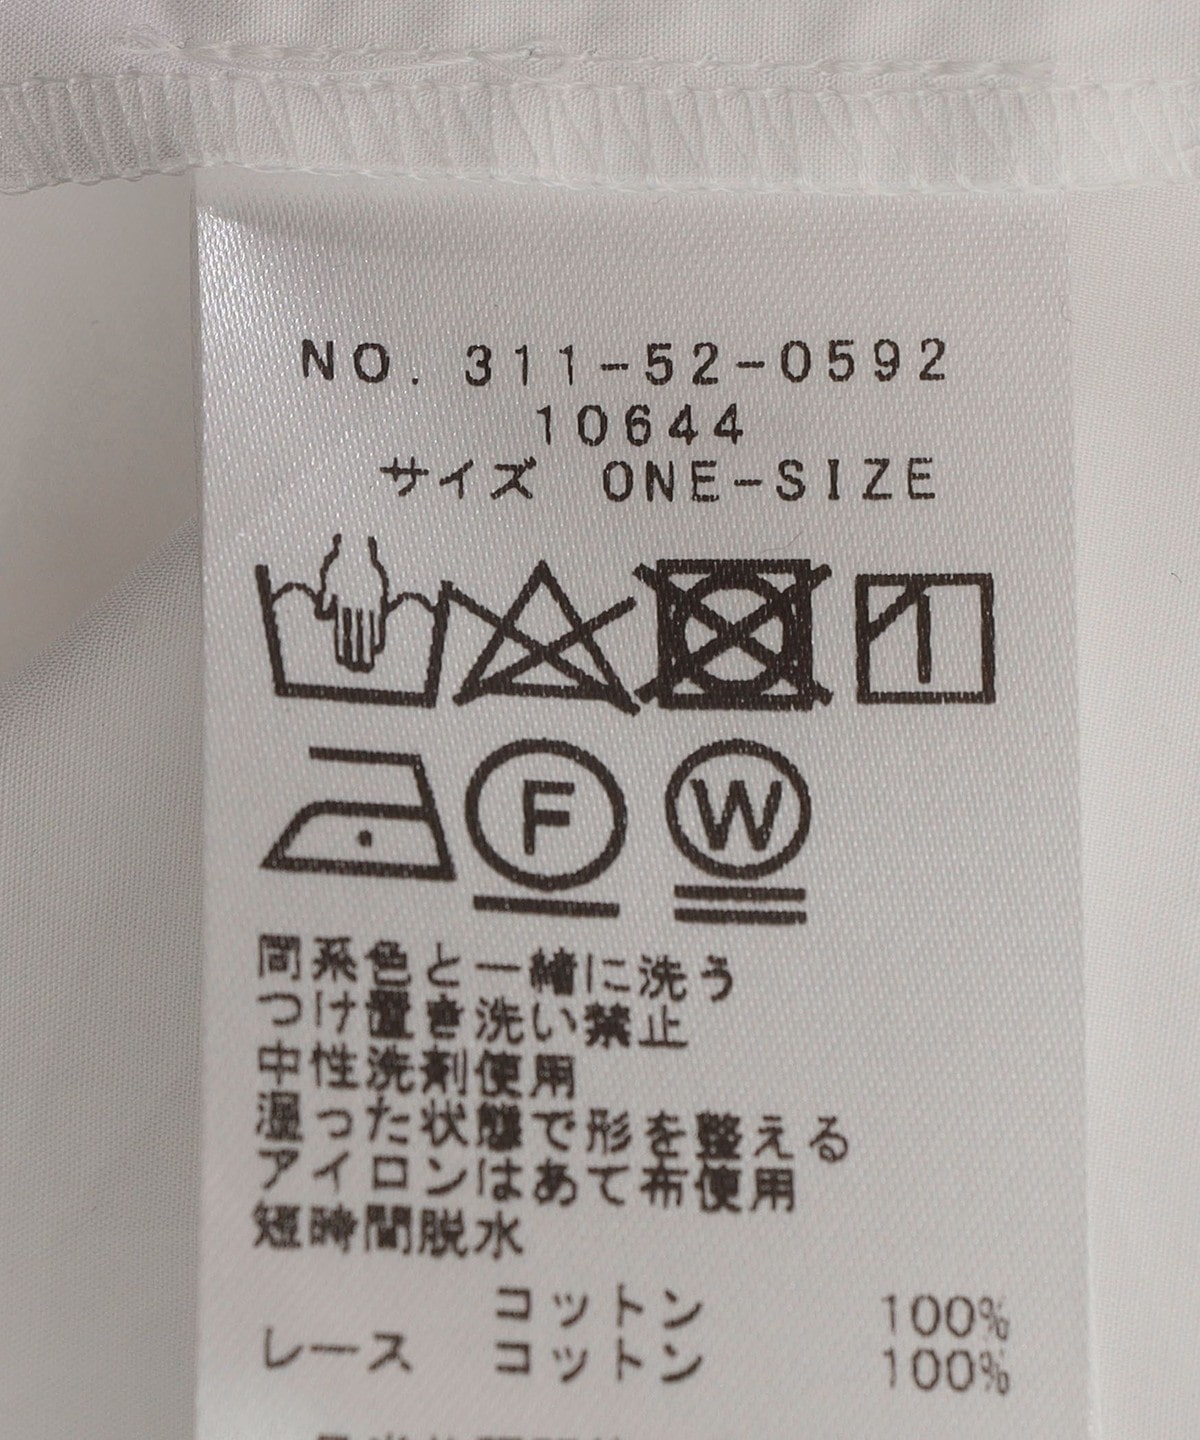 NO. 311-52-0592
10644
サイズ ONE-SIZE
F W
同系色と一緒に洗う
つけ置き洗い禁止
中性洗剤使用
湿った状態で形を整える
アイロンはあて布使用
短時間脱水
コットン 100%
レース コットン 100%